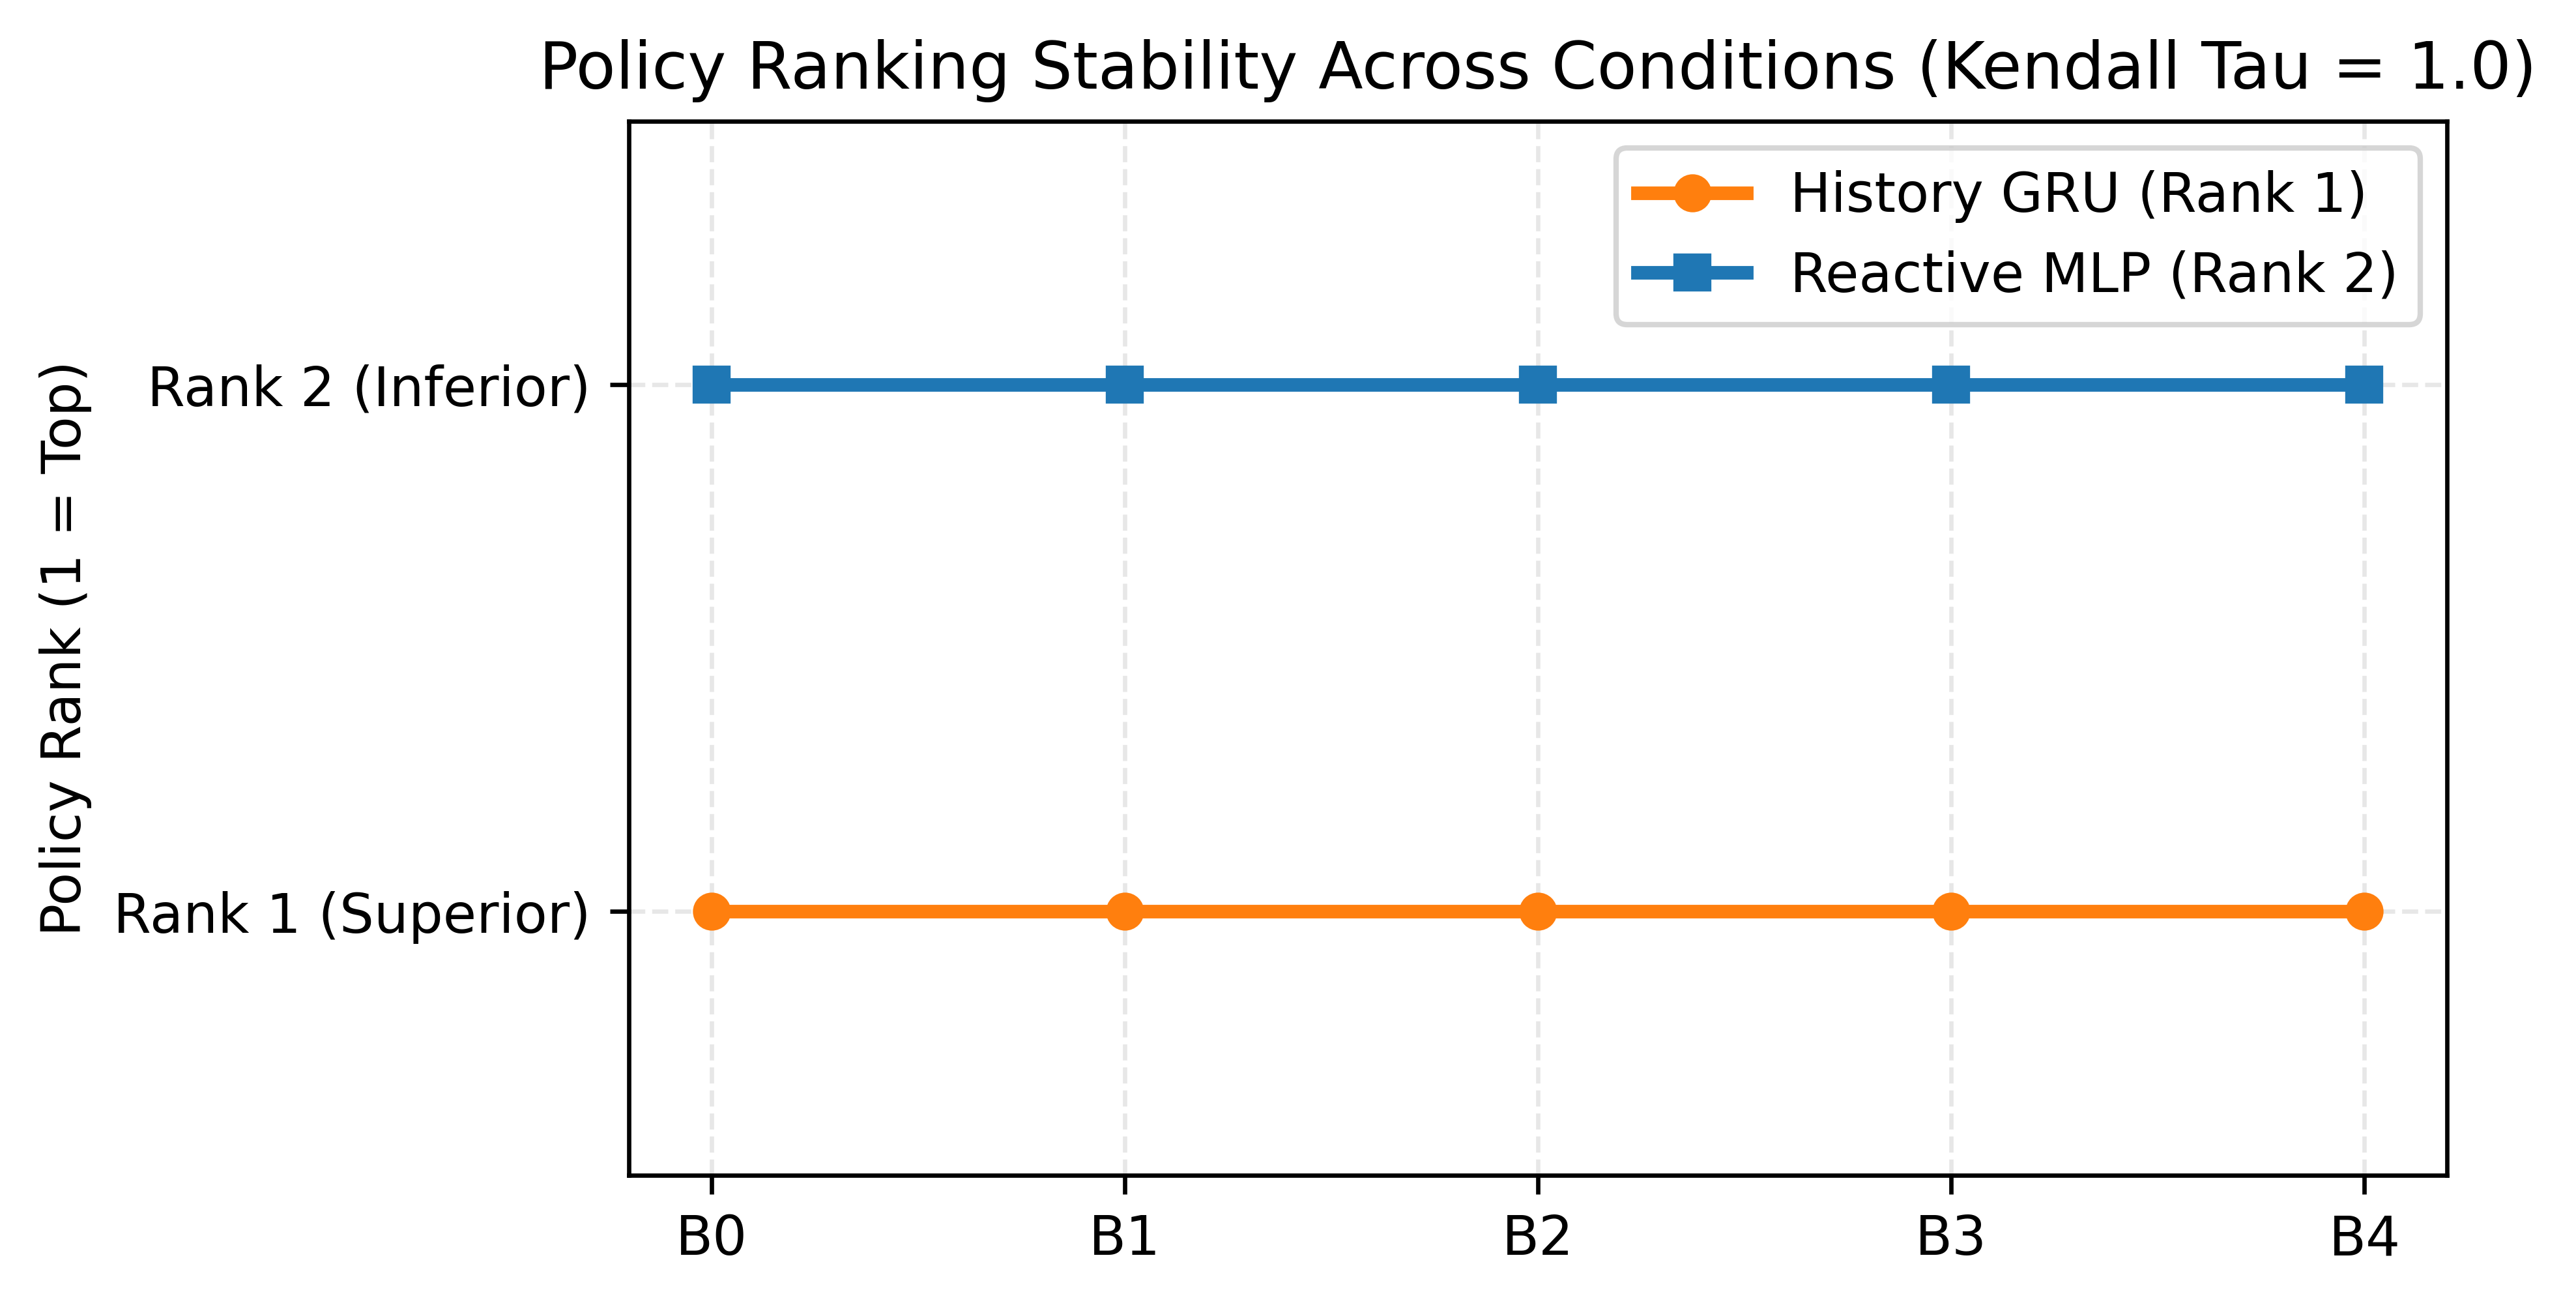 Policy Ranking Stability Across Conditions (Kendall Tau = 1.0)
History GRU (Rank 1)
Reactive MLP (Rank 2)
Policy Rank (1 = Top)
Rank 2 (Inferior)
Rank 1 (Superior)
B0 B1 B2 B3 B4